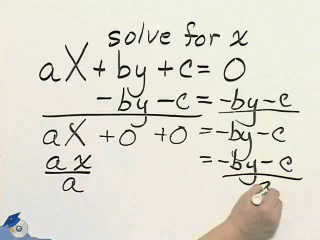 solve for x
aX + by + c = 0
- by - c = -by - c
aX + 0 + 0 = -by - c
ax/a = -by - c